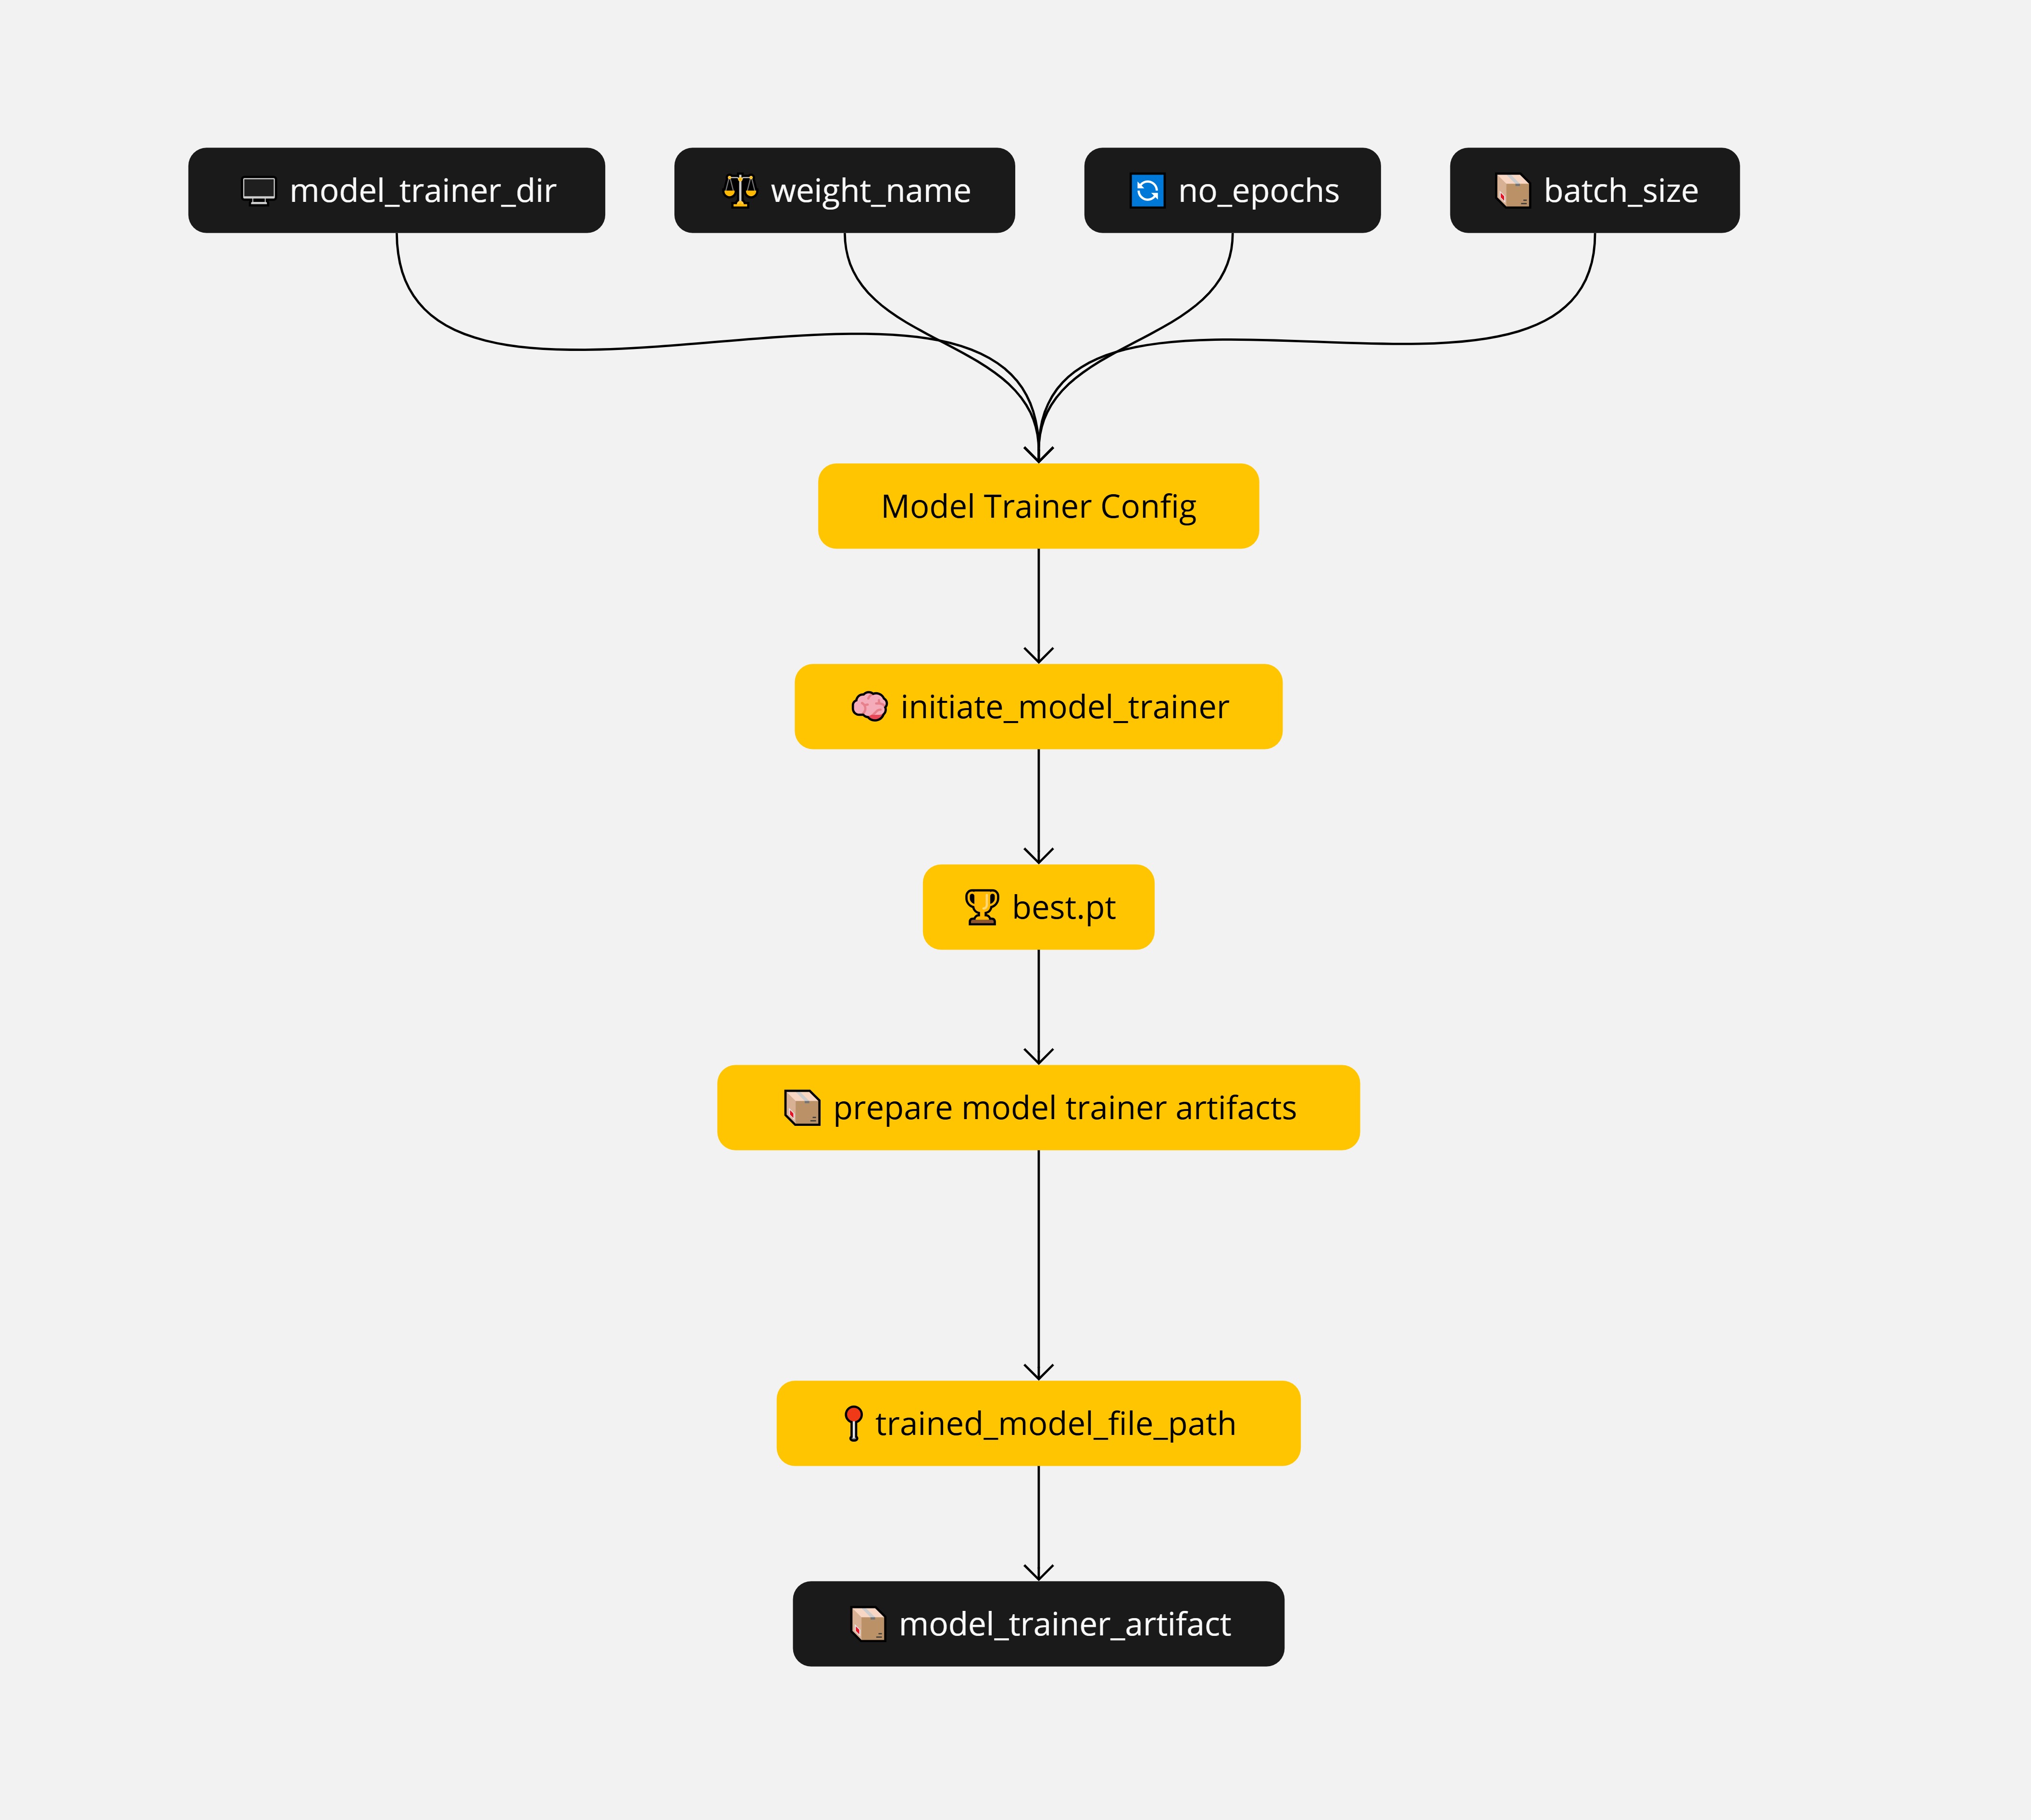 model_trainer_dir
weight_name
no_epochs
batch_size
Model Trainer Config
initiate_model_trainer
best.pt
prepare model trainer artifacts
trained_model_file_path
model_trainer_artifact